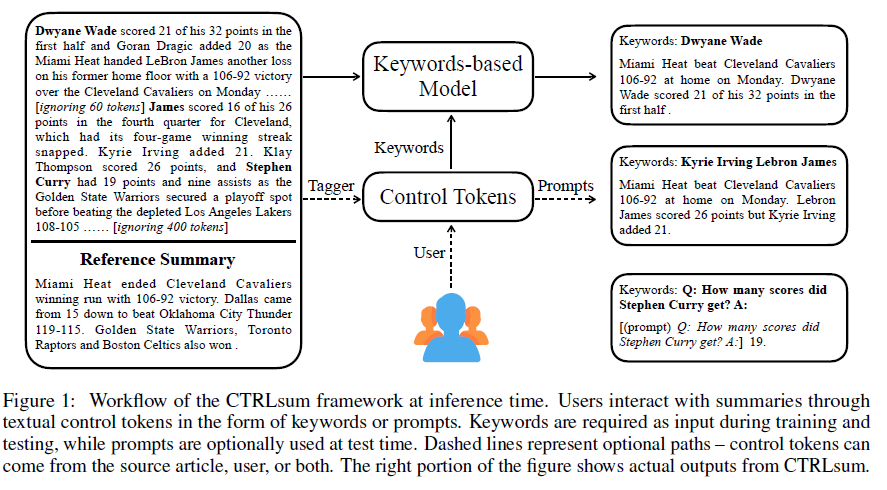 Dwyane Wade scored 21 of his 32 points in the
first half and Goran Dragic added 20 as the
Miami Heat handed LeBron James another loss
on his former home floor with a 106-92 victory
over the Cleveland Cavaliers on Monday ......
[ignoring 60 tokens] James scored 16 of his 26
points in the fourth quarter for Cleveland,
which had its four-game winning streak
snapped. Kyrie Irving added 21. Klay
Thompson scored 26 points, and Stephen
Curry had 19 points and nine assists as the
Golden State Warriors secured a playoff spot
before beating the depleted Los Angeles Lakers
108-105 ...... [ignoring 400 tokens]
Reference Summary
Miami Heat ended Cleveland Cavaliers
winning run with 106-92 victory. Dallas came
from 15 down to beat Oklahoma City Thunder
119-115. Golden State Warriors, Toronto
Raptors and Boston Celtics also won .
Keywords-based
Model
Keywords
Tagger
Control Tokens
Prompts
User
Keywords: Dwyane Wade
Miami Heat beat Cleveland Cavaliers
106-92 at home on Monday. Dwyane
Wade scored 21 of his 32 points in the
first half .
Keywords: Kyrie Irving Lebron James
Miami Heat beat Cleveland Cavaliers
106-92 at home on Monday. Lebron
James scored 26 points but Kyrie Irving
added 21.
Keywords: Q: How many scores did
Stephen Curry get? A:
[(prompt) Q: How many scores did
Stephen Curry get? A:] 19.
Figure 1: Workflow of the CTRLsum framework at inference time. Users interact with summaries through
textual control tokens in the form of keywords or prompts. Keywords are required as input during training and
testing, while prompts are optionally used at test time. Dashed lines represent optional paths – control tokens can
come from the source article, user, or both. The right portion of the figure shows actual outputs from CTRLsum.